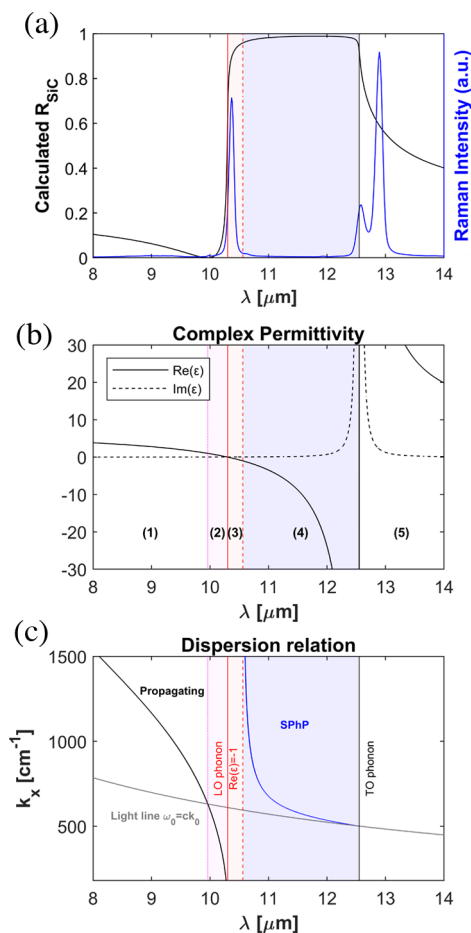 (a)
Calculated R_SiC
Raman Intensity (a.u.)
1
0.8
0.6
0.4
0.2
0
8 9 10 11 12 13 14
λ [μm]
(b)
Complex Permittivity
30
20
10
0
-10
-20
-30
Re(ε)
Im(ε)
(1) (2) (3) (4) (5)
8 9 10 11 12 13 14
λ [μm]
(c)
Dispersion relation
k_x [cm⁻¹]
1500
1000
500
Propagating
SPhP
LO phonon
Re(ε)=-1
TO phonon
Light line ω₀=ck₀
8 9 10 11 12 13 14
λ [μm]